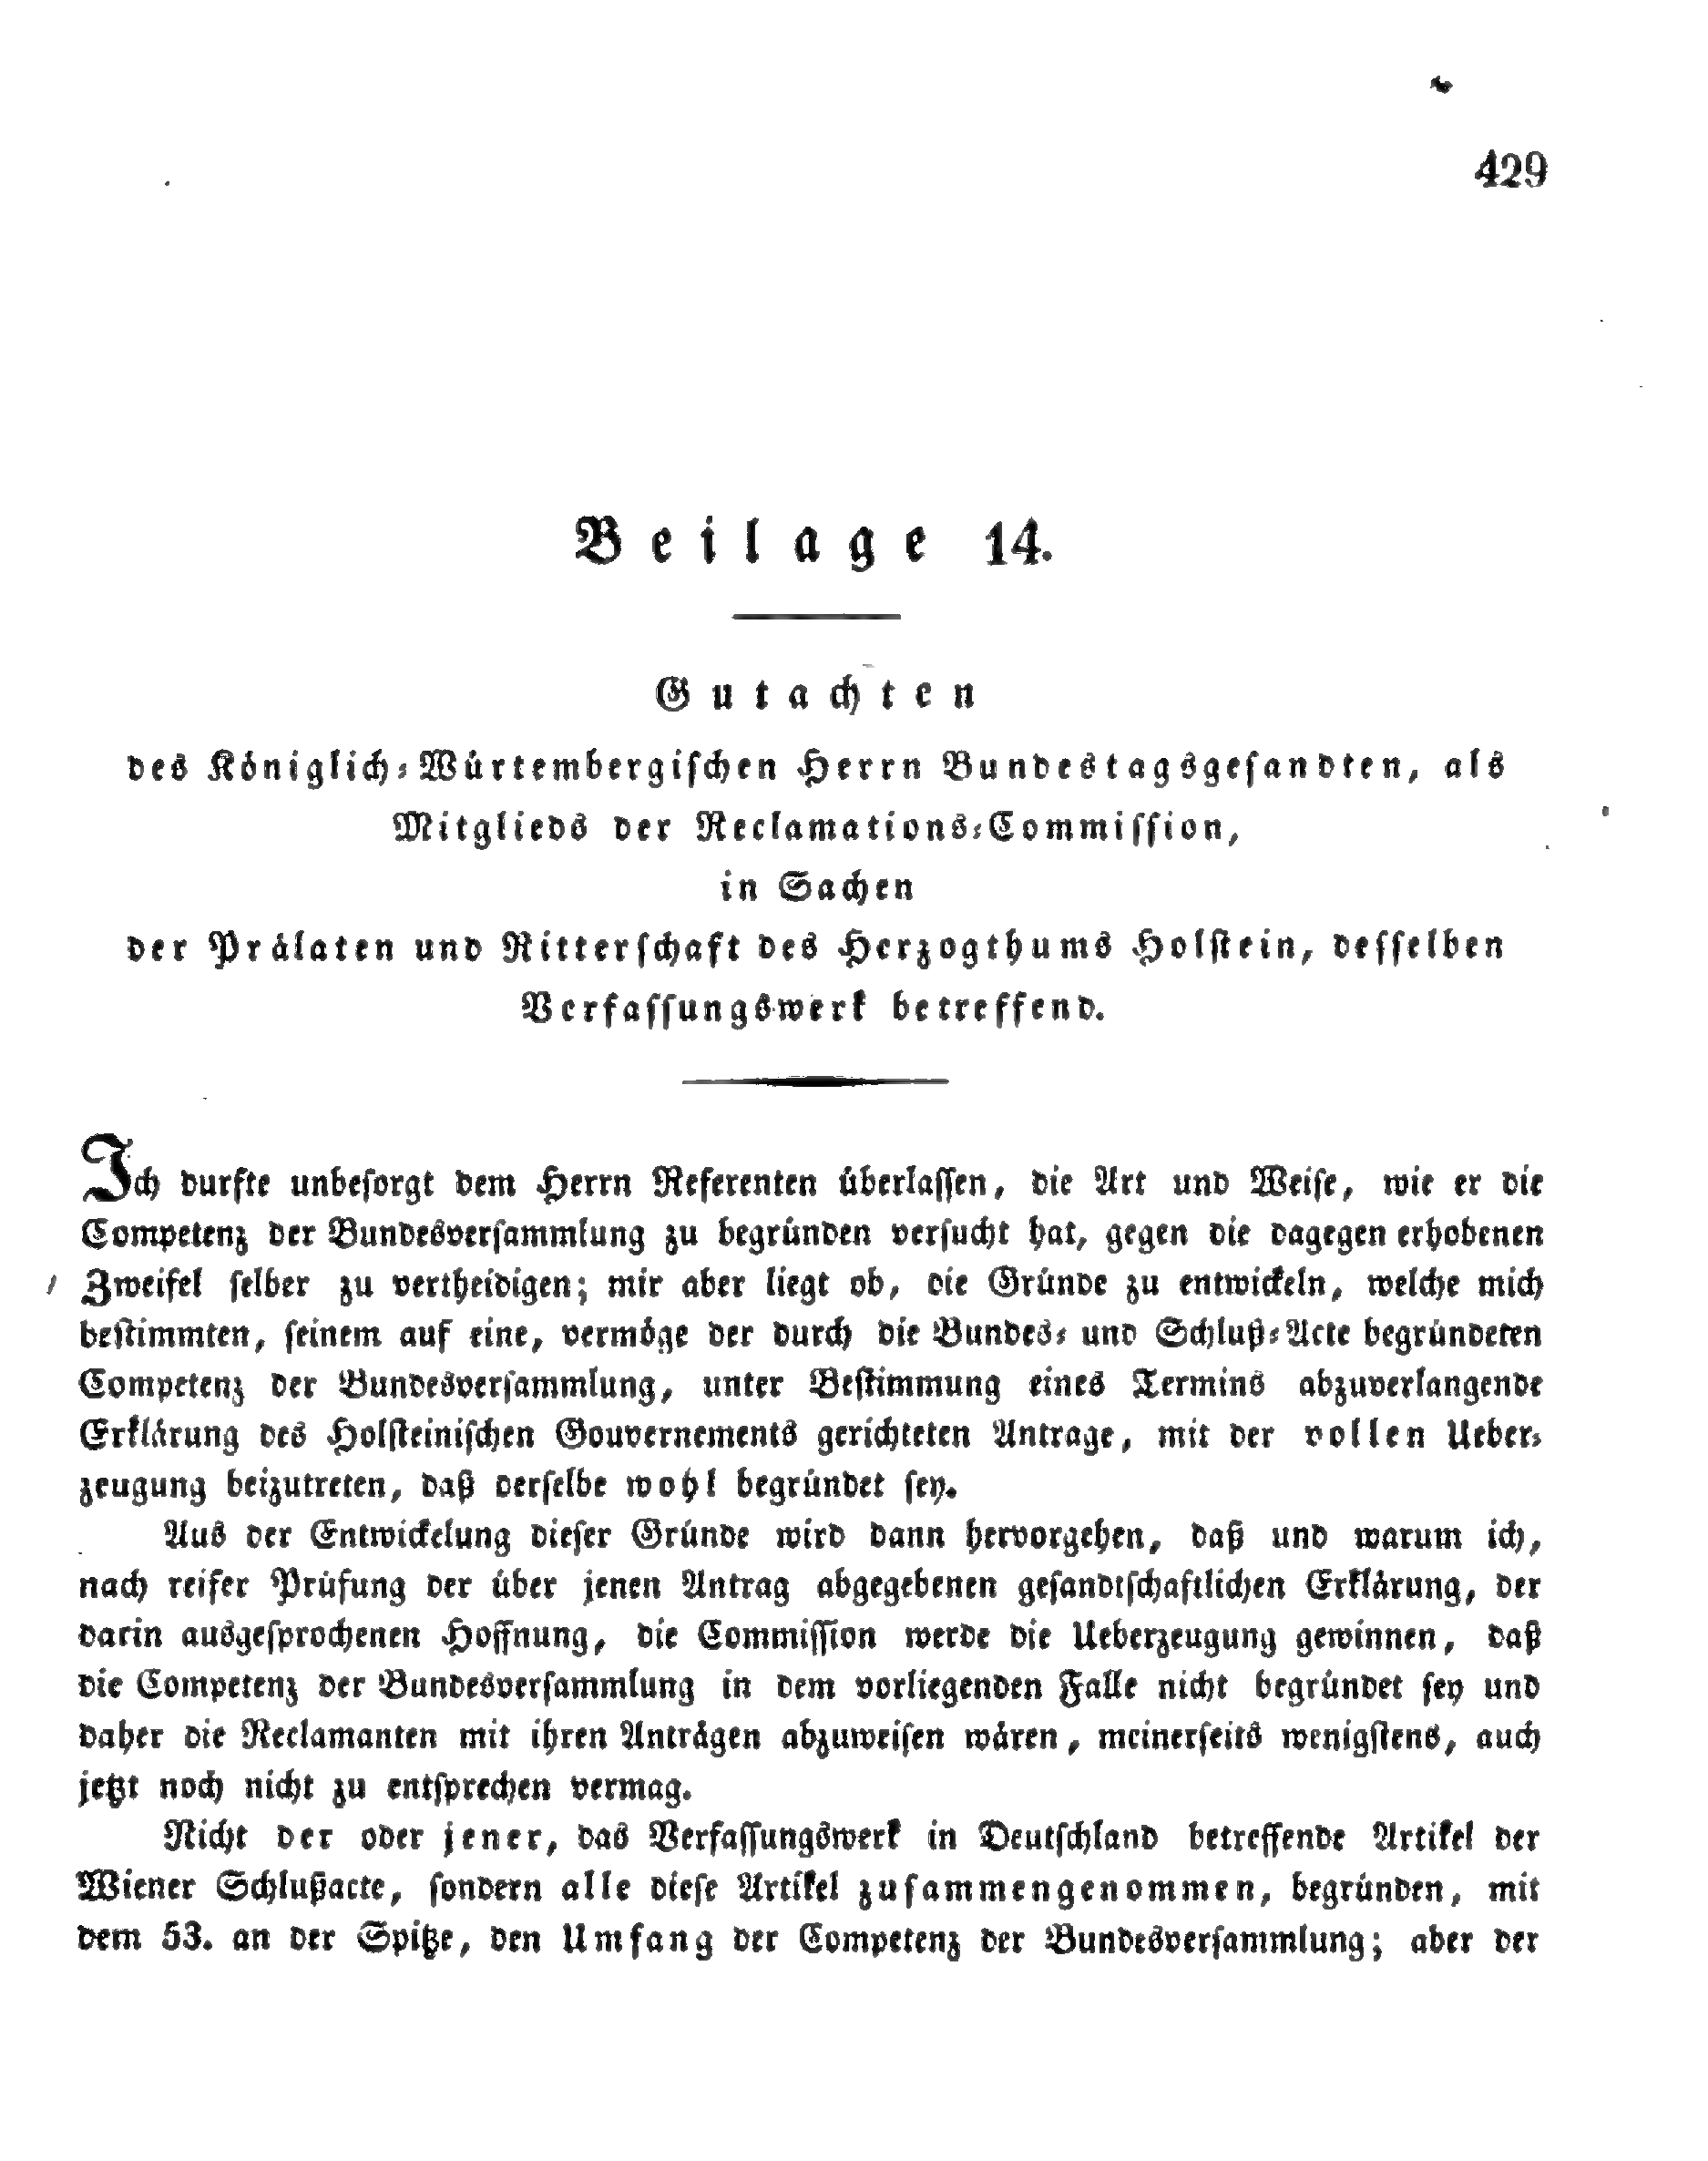 429
Beilage 14.
Gutachten
des Königlich-Würtembergischen Herrn Bundestagsgesandten, als
Mitglieds der Reclamations-Commission,
in Sachen
der Prälaten und Ritterschaft des Herzogthums Holstein, desselben
Verfassungswerk betreffend.
Ich durfte unbesorgt dem Herrn Referenten überlassen, die Art und Weise, wie er die
Competenz der Bundesversammlung zu begründen versucht hat, gegen die dagegen erhobenen
Zweifel selber zu vertheidigen; mir aber liegt ob, die Gründe zu entwickeln, welche mich
bestimmten, seinem auf eine, vermöge der durch die Bundes- und Schluß-Acte begründeten
Competenz der Bundesversammlung, unter Bestimmung eines Termins abzuverlangende
Erklärung des Holsteinischen Gouvernements gerichteten Antrage, mit der vollen Ueber-
zeugung beizutreten, daß derselbe wohl begründet sey.
Aus der Entwickelung dieser Gründe wird dann hervorgehen, daß und warum ich,
nach reifer Prüfung der über jenen Antrag abgegebenen gesandtschaftlichen Erklärung, der
darin ausgesprochenen Hoffnung, die Commission werde die Ueberzeugung gewinnen, daß
die Competenz der Bundesversammlung in dem vorliegenden Falle nicht begründet sey und
daher die Reclamanten mit ihren Anträgen abzuweisen wären, meinerseits wenigstens, auch
jetzt noch nicht zu entsprechen vermag.
Nicht der oder jener, das Verfassungswerk in Deutschland betreffende Artikel der
Wiener Schlußacte, sondern alle diese Artikel zusammengenommen, begründen, mit
dem 53. an der Spitze, den Umfang der Competenz der Bundesversammlung; aber der